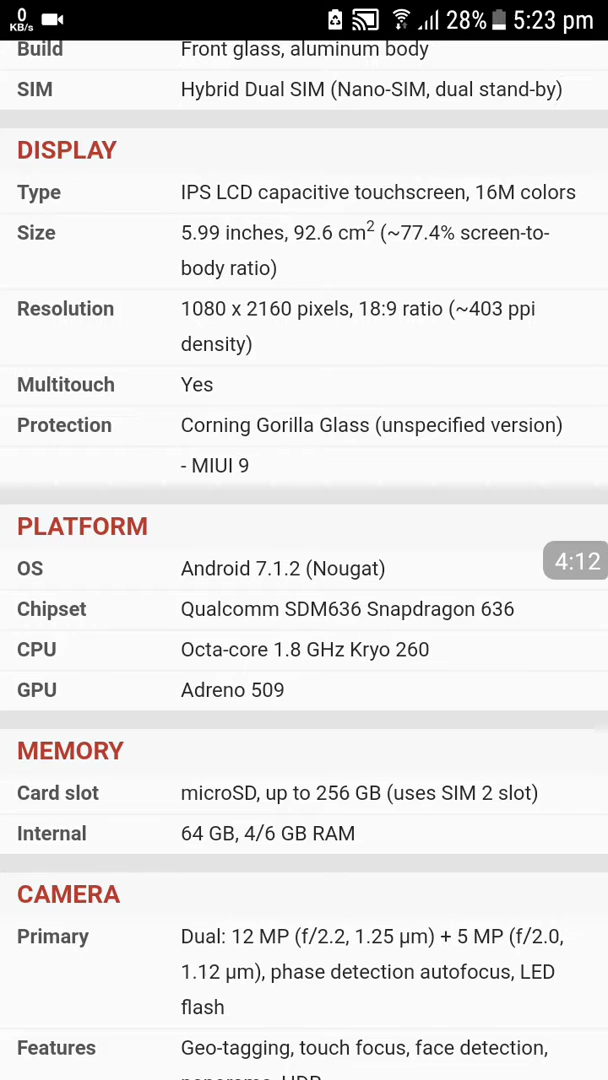 0
KB/s
28% 5:23 pm
Build Front glass, aluminum body
SIM Hybrid Dual SIM (Nano-SIM, dual stand-by)
DISPLAY
Type IPS LCD capacitive touchscreen, 16M colors
Size 5.99 inches, 92.6 cm2 (~77.4% screen-to-
body ratio)
Resolution 1080 x 2160 pixels, 18:9 ratio (~403 ppi
density)
Multitouch Yes
Protection Corning Gorilla Glass (unspecified version)
- MIUI 9
PLATFORM
OS Android 7.1.2 (Nougat)
4:12
Chipset Qualcomm SDM636 Snapdragon 636
CPU Octa-core 1.8 GHz Kryo 260
GPU Adreno 509
MEMORY
Card slot microSD, up to 256 GB (uses SIM 2 slot)
Internal 64 GB, 4/6 GB RAM
CAMERA
Primary Dual: 12 MP (f/2.2, 1.25 μm) + 5 MP (f/2.0,
1.12 μm), phase detection autofocus, LED
flash
Features Geo-tagging, touch focus, face detection,